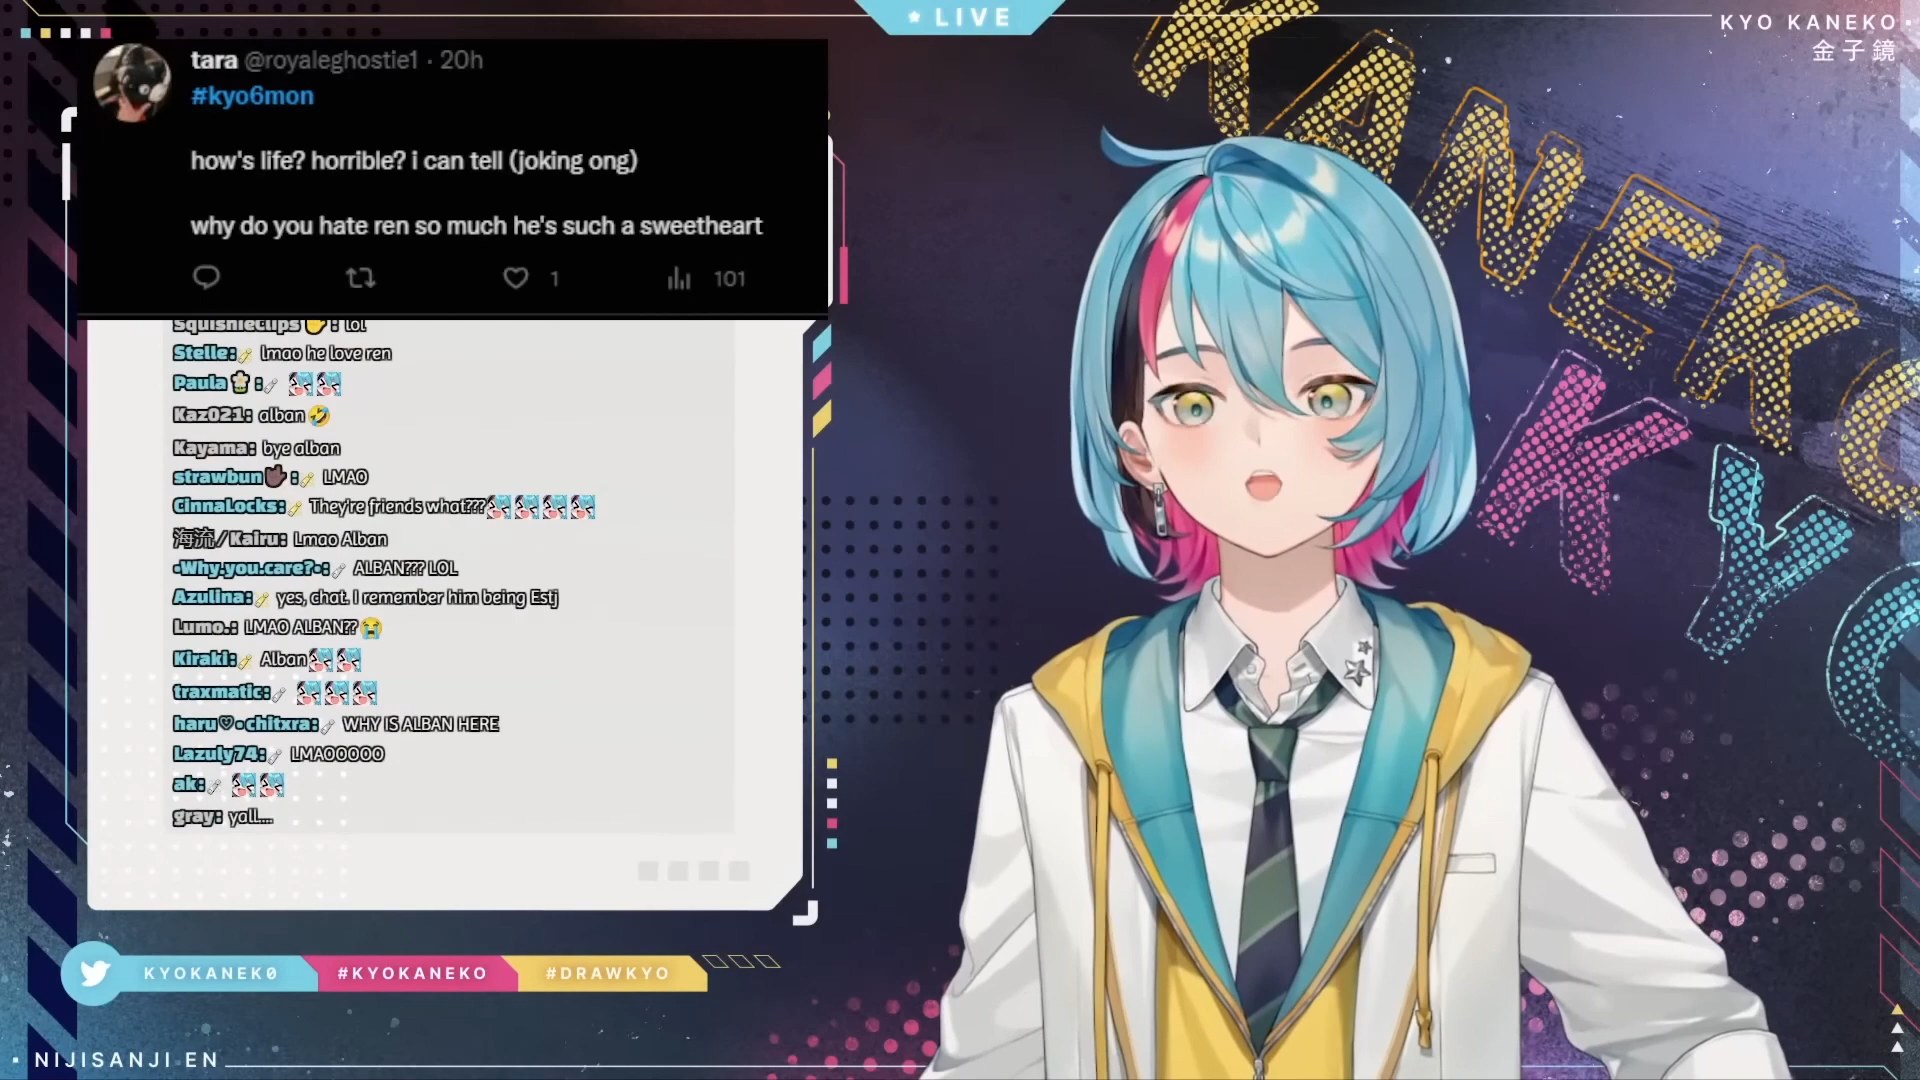 LIVE
KYO KANEKO
金子鏡
tara @royaleghostie1 · 20h
#kyo6mon
how's life? horrible? i can tell (joking ong)
why do you hate ren so much he's such a sweetheart
1
101
Squishieclips : lol
Stelle: lmao he love ren
Paula :
Kaz021: alban 🤣
Kayama: bye alban
strawbun : LMAO
CinnaLocks: They're friends what???
海流/Kairu: Lmao Alban
•Why.you.care?•: ALBAN??? LOL
Azulina: yes, chat. I remember him being Estj
Lumo.: LMAO ALBAN?? 😭
Kiraki: Alban
traxmatic:
haru♡•chitxra: WHY IS ALBAN HERE
Lazuly74: LMAOOOOO
ak:
gray: yall....
KANEKO
KYO
KYOKANEK0
#KYOKANEKO
#DRAWKYO
NIJISANJI EN